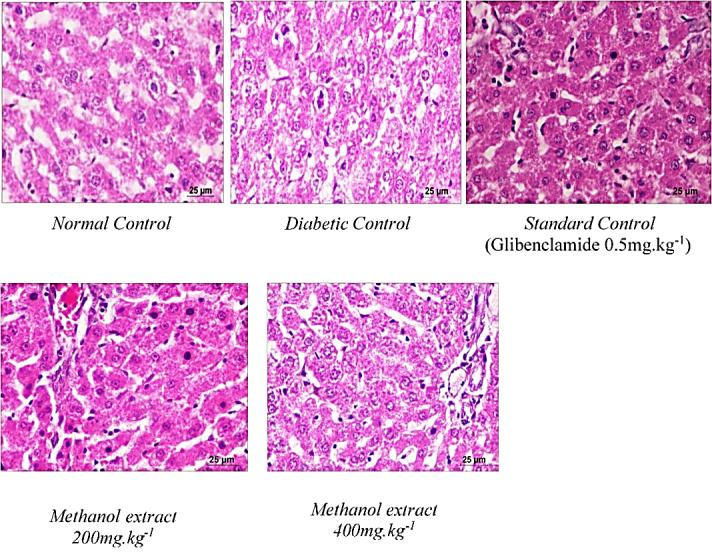 25 µm
25 µm
25 µm
Normal Control
Diabetic Control
Standard Control
(Glibenclamide 0.5mg.kg-1)
25 µm
25 µm
Methanol extract
200mg.kg-1
Methanol extract
400mg.kg-1